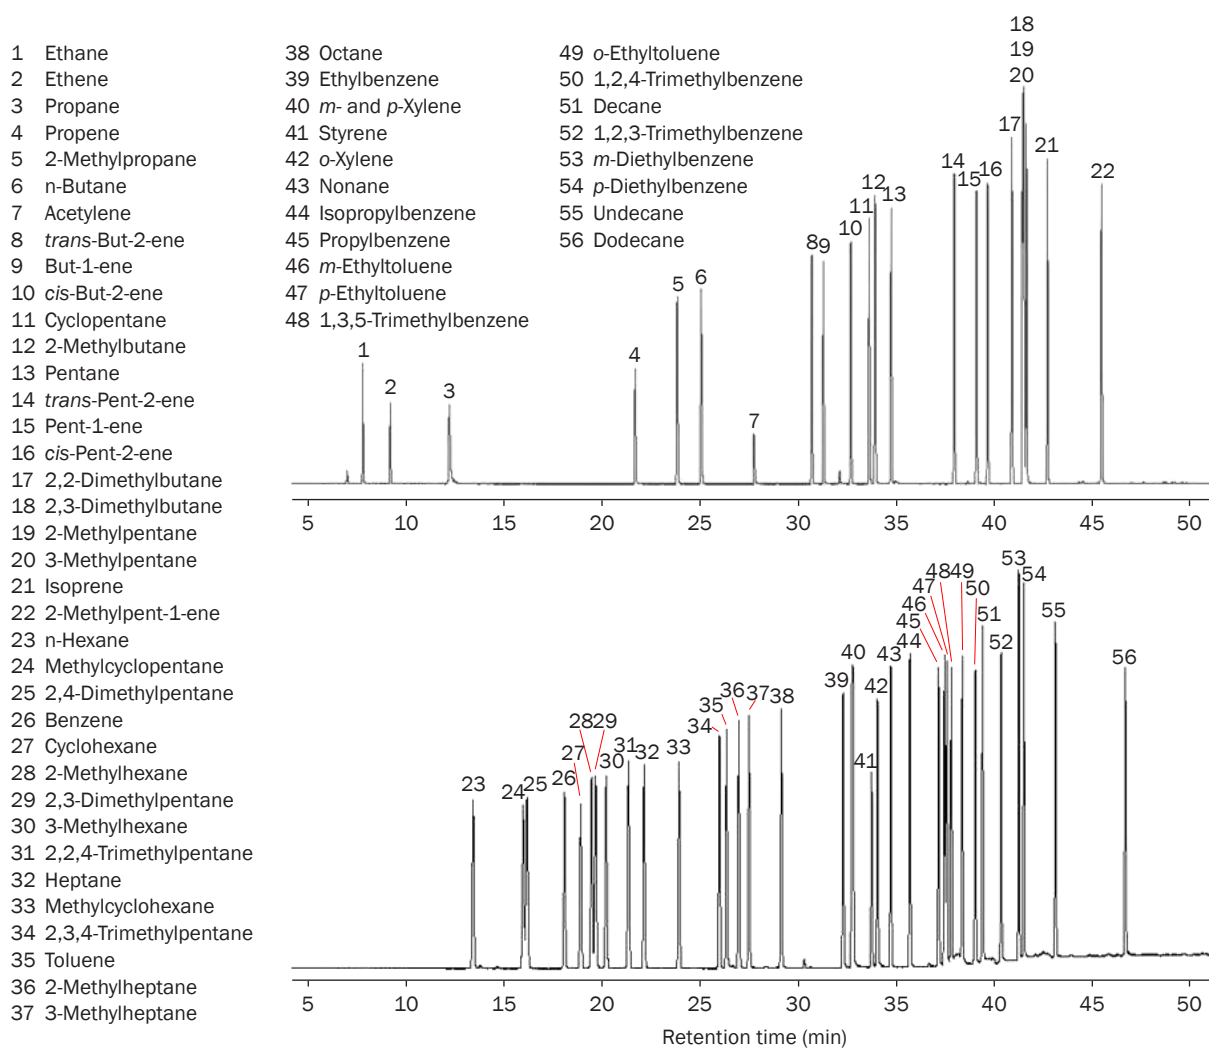 1 Ethane
2 Ethene
3 Propane
4 Propene
5 2-Methylpropane
6 n-Butane
7 Acetylene
8 trans-But-2-ene
9 But-1-ene
10 cis-But-2-ene
11 Cyclopentane
12 2-Methylbutane
13 Pentane
14 trans-Pent-2-ene
15 Pent-1-ene
16 cis-Pent-2-ene
17 2,2-Dimethylbutane
18 2,3-Dimethylbutane
19 2-Methylpentane
20 3-Methylpentane
21 Isoprene
22 2-Methylpent-1-ene
23 n-Hexane
24 Methylcyclopentane
25 2,4-Dimethylpentane
26 Benzene
27 Cyclohexane
28 2-Methylhexane
29 2,3-Dimethylpentane
30 3-Methylhexane
31 2,2,4-Trimethylpentane
32 Heptane
33 Methylcyclohexane
34 2,3,4-Trimethylpentane
35 Toluene
36 2-Methylheptane
37 3-Methylheptane
38 Octane
39 Ethylbenzene
40 m- and p-Xylene
41 Styrene
42 o-Xylene
43 Nonane
44 Isopropylbenzene
45 Propylbenzene
46 m-Ethyltoluene
47 p-Ethyltoluene
48 1,3,5-Trimethylbenzene
49 o-Ethyltoluene
50 1,2,4-Trimethylbenzene
51 Decane
52 1,2,3-Trimethylbenzene
53 m-Diethylbenzene
54 p-Diethylbenzene
55 Undecane
56 Dodecane
1
2
3
4
5
6
7
8
9
10
11
12
13
14
15
16
17
18
19
20
21
22
5 10 15 20 25 30 35 40 45 50
23
24
25
26
27
28
29
30
31
32
33
34
35
36
37
38
39
40
41
42
43
44
45
46
47
48
49
50
51
52
53
54
55
56
5 10 15 20 25 30 35 40 45 50
Retention time (min)